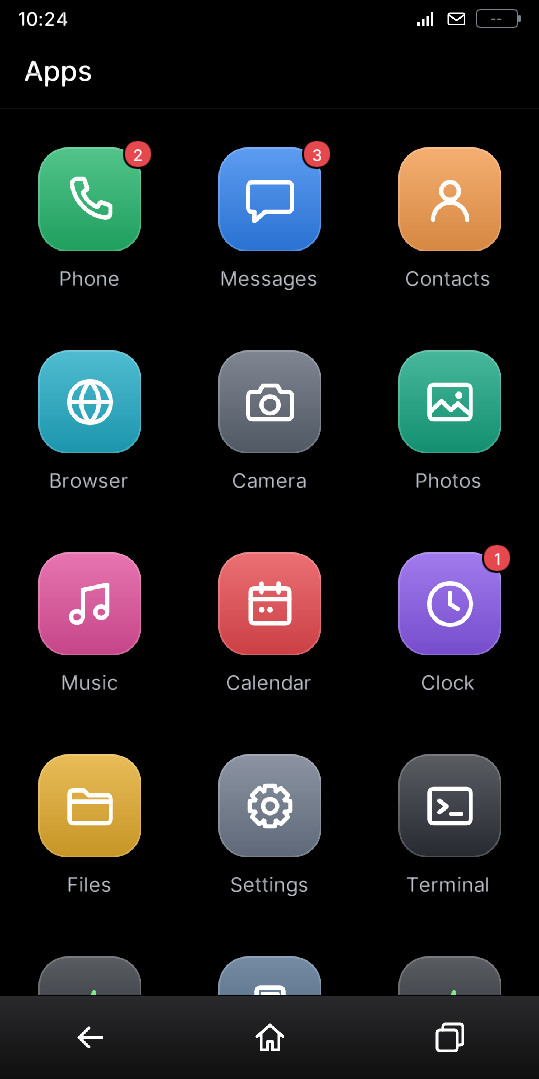 10:24
--
Apps
2
3
Phone
Messages
Contacts
Browser
Camera
Photos
1
Music
Calendar
Clock
Files
Settings
Terminal